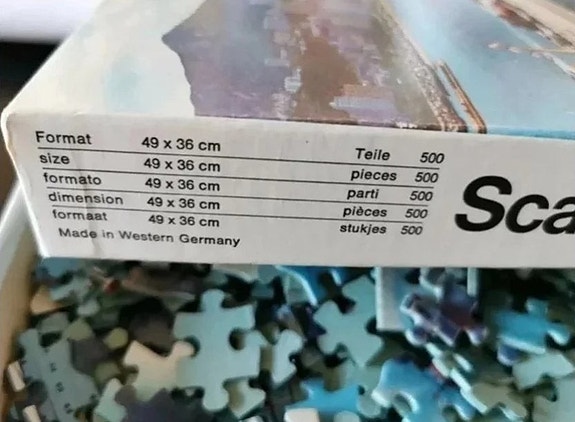 Format 49 x 36 cm Teile 500
size 49 x 36 cm pieces 500
formato 49 x 36 cm parti 500
dimension 49 x 36 cm pièces 500
formaat 49 x 36 cm stukjes 500
Made in Western Germany
Sca